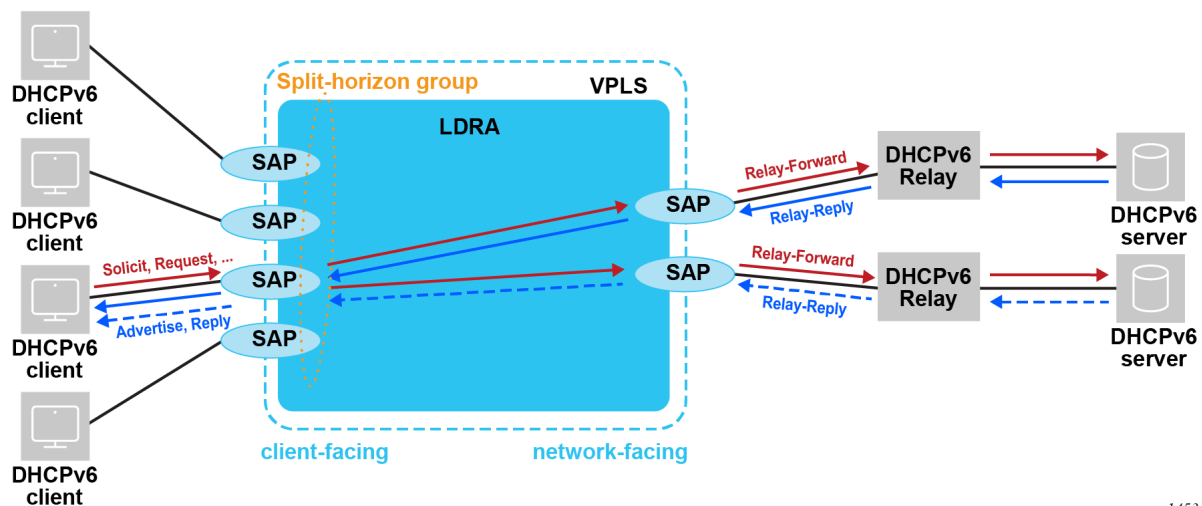 DHCPv6
client
DHCPv6
client
DHCPv6
client
DHCPv6
client
Split-horizon group
VPLS
LDRA
SAP
SAP
SAP
SAP
Solicit, Request, ...
Advertise, Reply
SAP
SAP
client-facing
network-facing
Relay-Forward
Relay-Reply
Relay-Forward
Relay-Reply
DHCPv6
Relay
DHCPv6
Relay
DHCPv6
server
DHCPv6
server